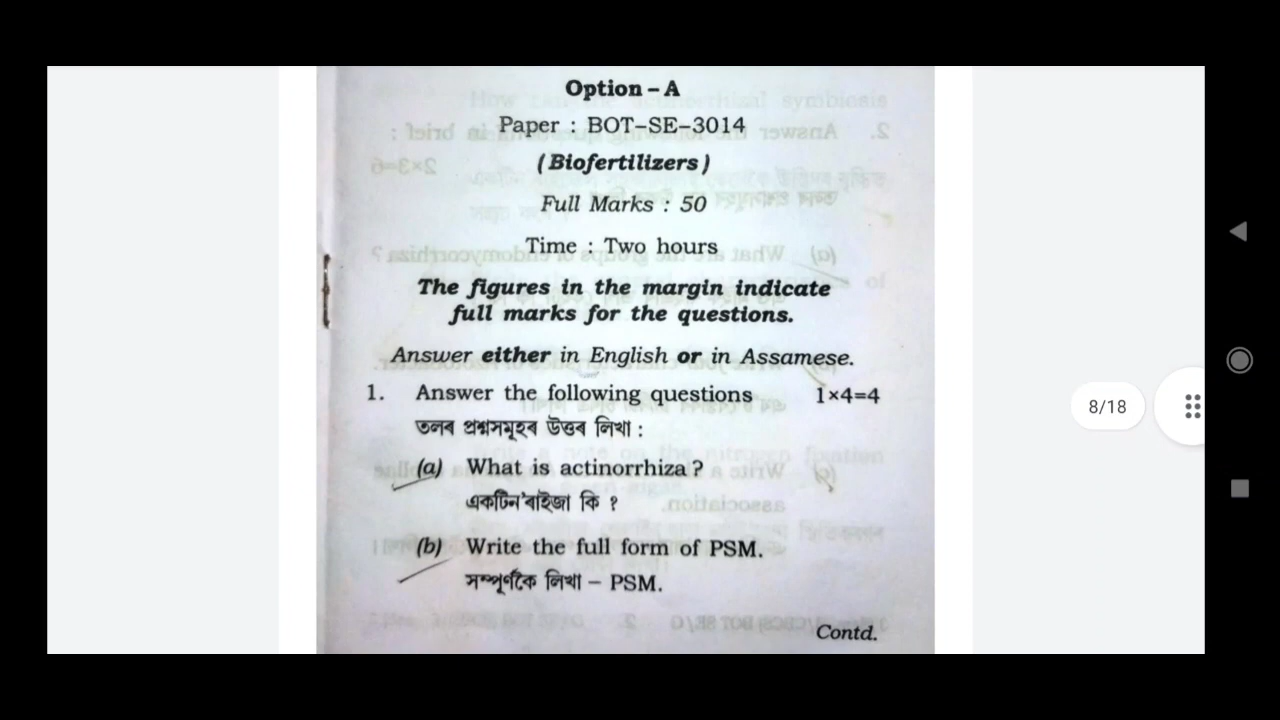 Option – A
Paper : BOT-SE-3014
(Biofertilizers)
Full Marks : 50
Time : Two hours
The figures in the margin indicate
full marks for the questions.
Answer either in English or in Assamese.
1. Answer the following questions 1×4=4
তলৰ প্ৰশ্নসমূহৰ উত্তৰ লিখা :
(a) What is actinorrhiza ?
একটিন'ৰাইজা কি ?
8/18
(b) Write the full form of PSM.
সম্পূৰ্ণকৈ লিখা – PSM.
Contd.